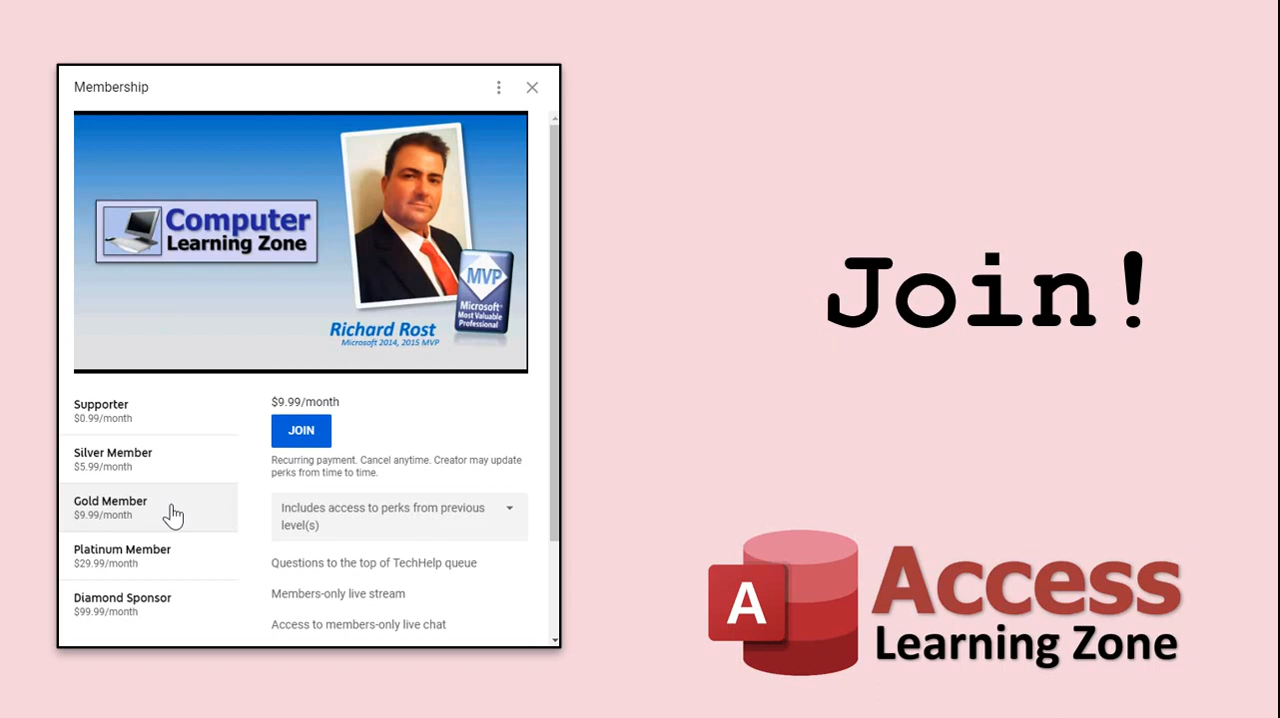 Membership
Computer
Learning Zone
MVP
Microsoft®
Most Valuable
Professional
Richard Rost
Microsoft 2014, 2015 MVP
Supporter
$0.99/month
Silver Member
$5.99/month
Gold Member
$9.99/month
Platinum Member
$29.99/month
Diamond Sponsor
$99.99/month
$9.99/month
JOIN
Recurring payment. Cancel anytime. Creator may update
perks from time to time.
Includes access to perks from previous
level(s)
Questions to the top of TechHelp queue
Members-only live stream
Access to members-only live chat
Join!
A
Access
Learning Zone